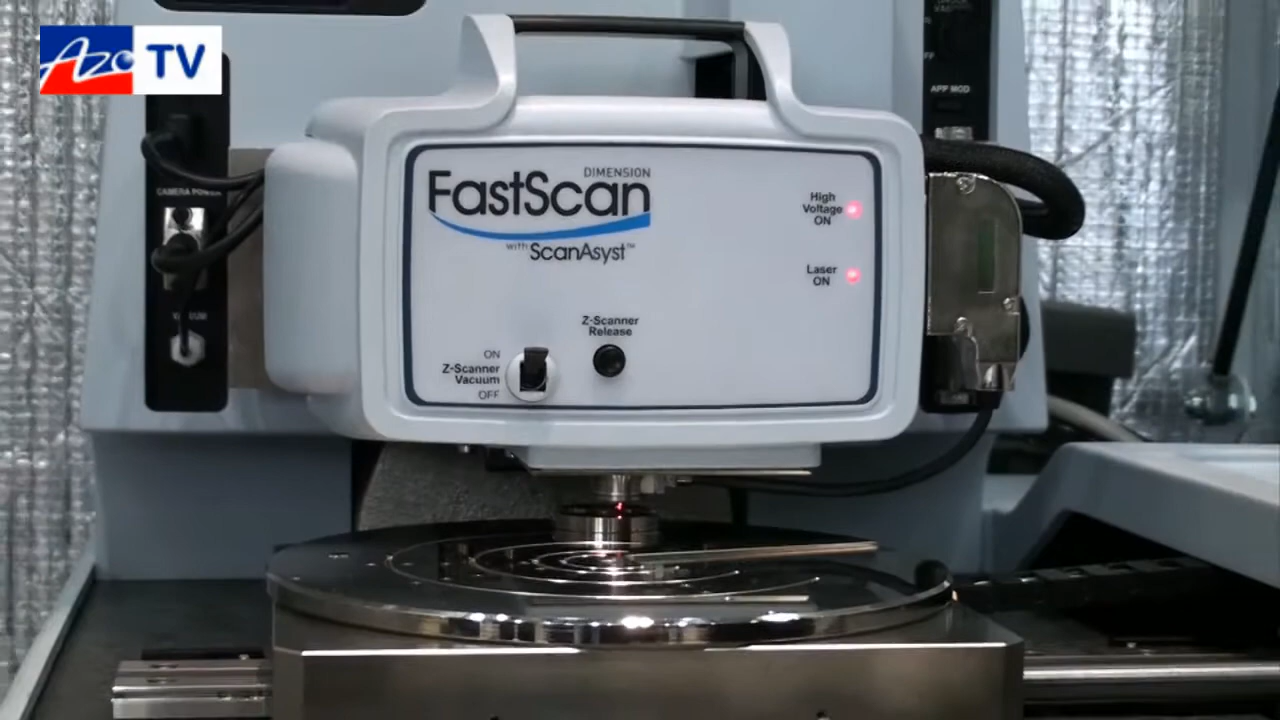 Azo TV
APP MOD
CAMERA POWER
DIMENSION
FastScan
with ScanAsyst™
High
Voltage
ON
Laser
ON
Z-Scanner
Release
ON
Z-Scanner
Vacuum
OFF